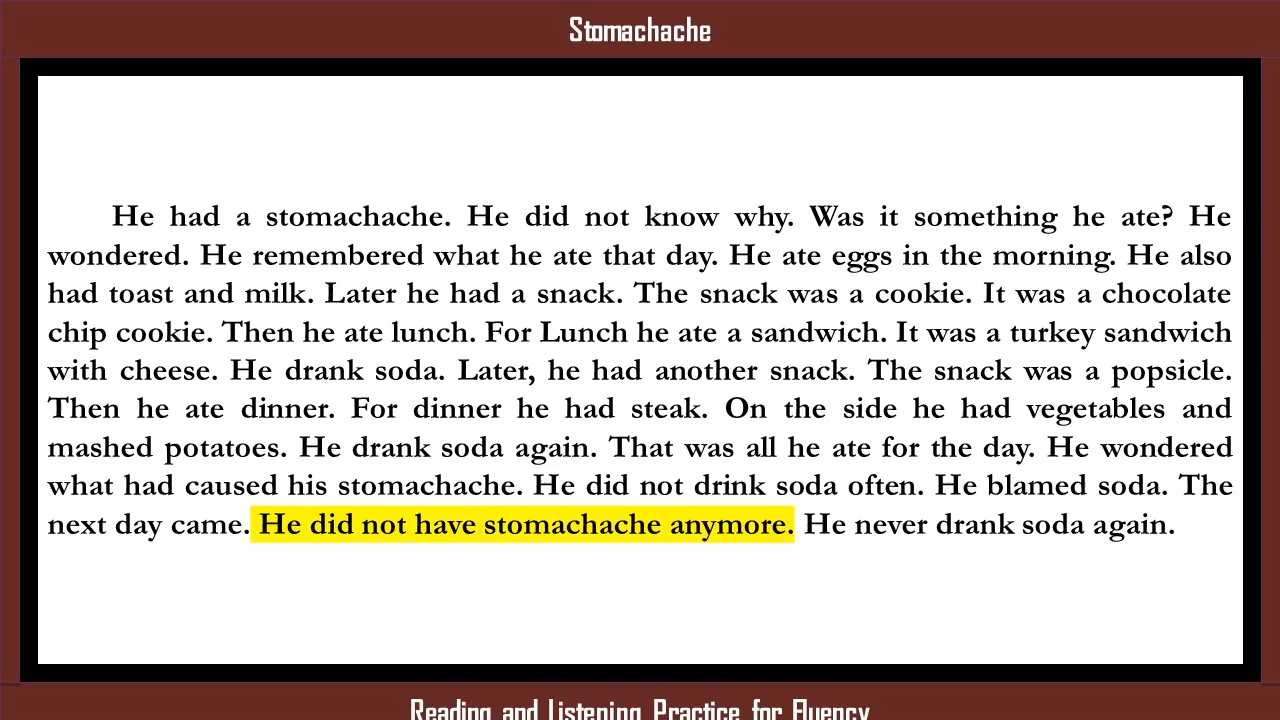 Stomachache
He had a stomachache. He did not know why. Was it something he ate? He
wondered. He remembered what he ate that day. He ate eggs in the morning. He also
had toast and milk. Later he had a snack. The snack was a cookie. It was a chocolate
chip cookie. Then he ate lunch. For Lunch he ate a sandwich. It was a turkey sandwich
with cheese. He drank soda. Later, he had another snack. The snack was a popsicle.
Then he ate dinner. For dinner he had steak. On the side he had vegetables and
mashed potatoes. He drank soda again. That was all he ate for the day. He wondered
what had caused his stomachache. He did not drink soda often. He blamed soda. The
next day came. He did not have stomachache anymore. He never drank soda again.
Reading and Listening Practice for Fluency